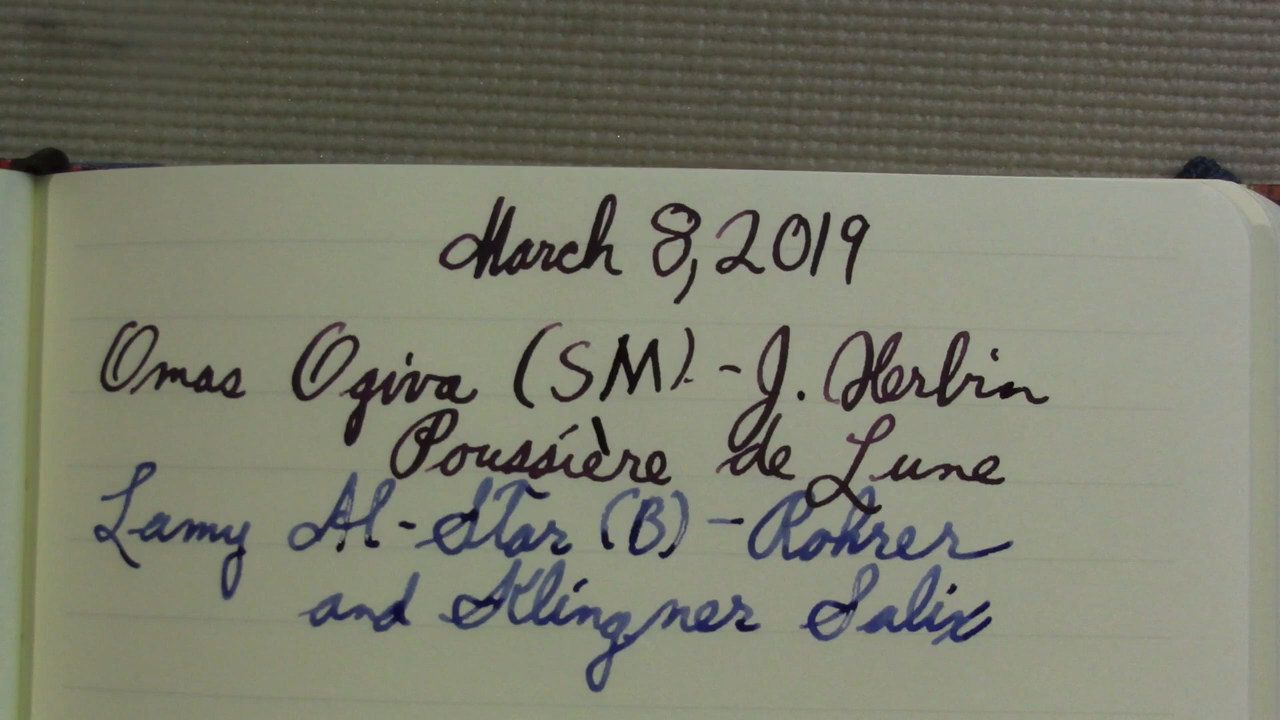 March 8, 2019
Omas Ogiva (SM) - J. Herbin
Poussière de Lune
Lamy Al-Star (B) - Rohrer
and Klingner Salix